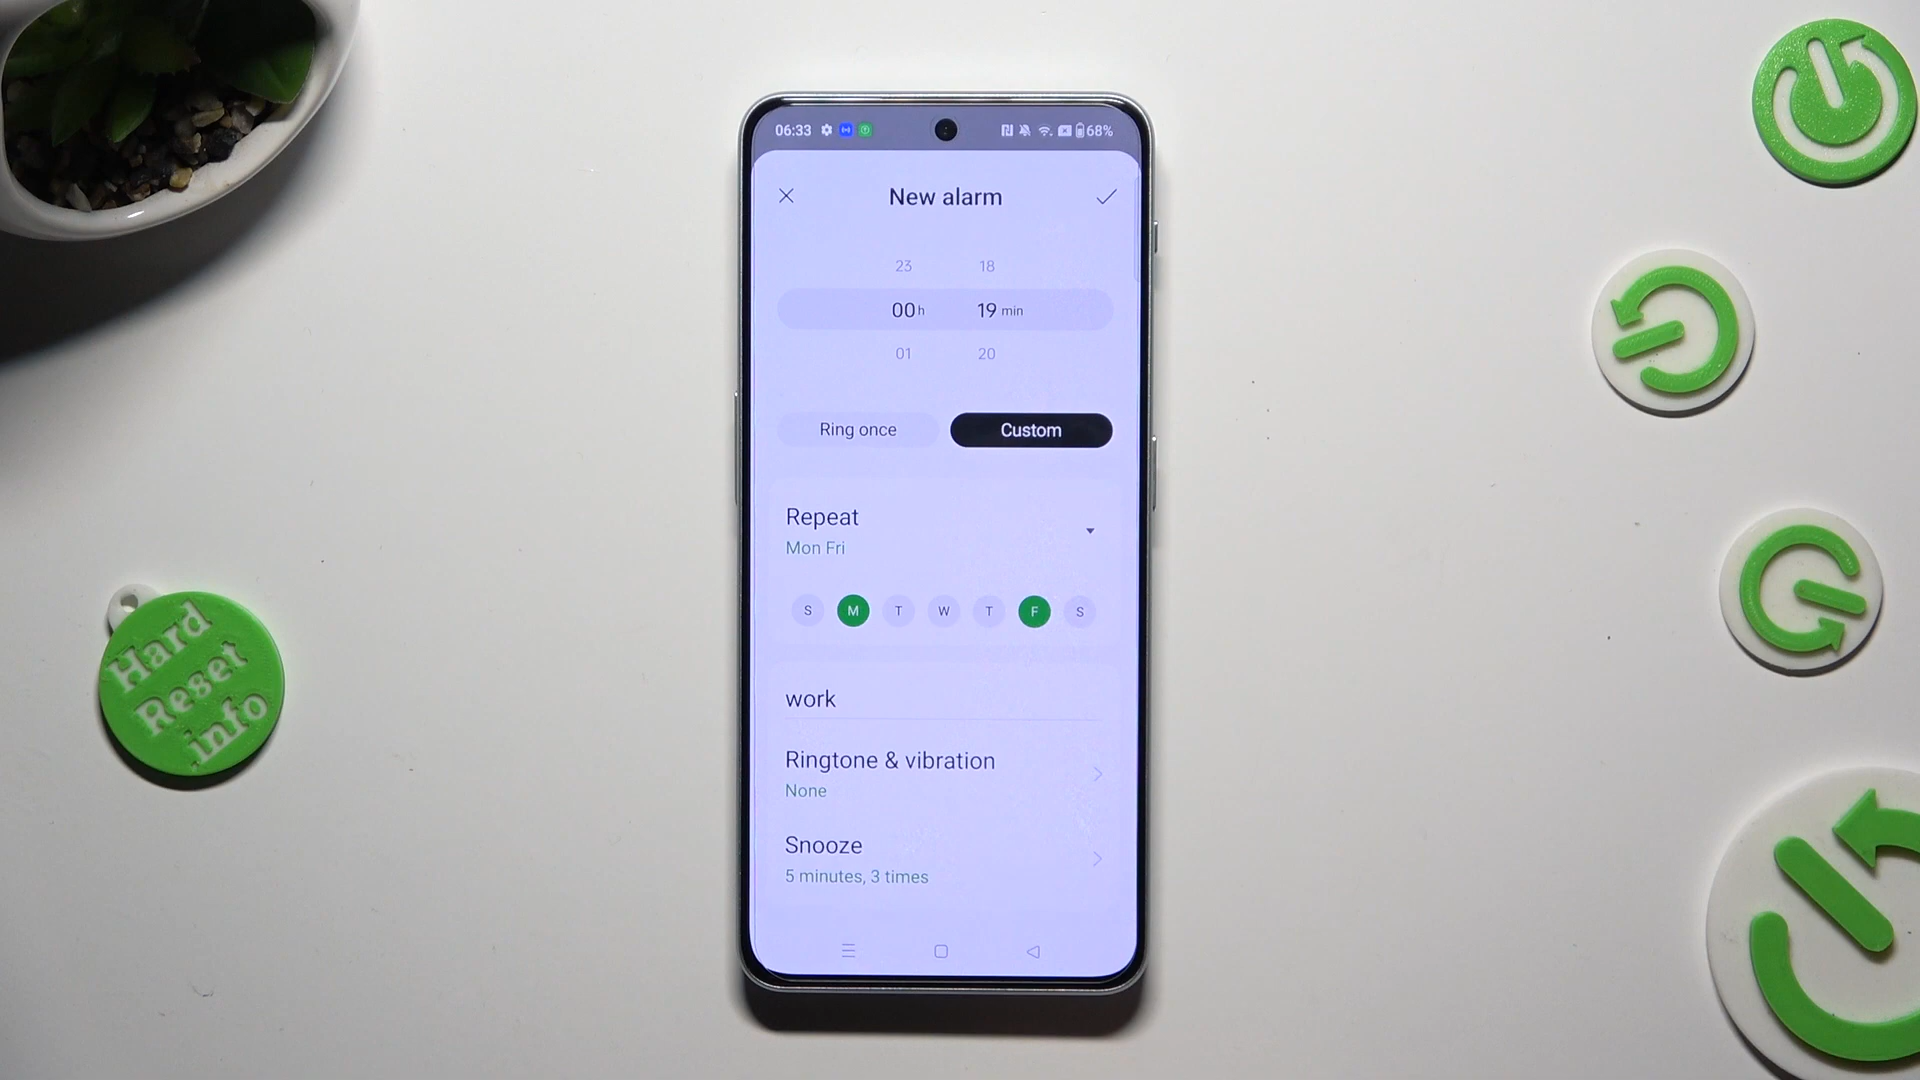 06:33 68%
New alarm
23 18
00 h 19 min
01 20
Ring once Custom
Repeat
Mon Fri
S M T W T F S
work
Ringtone & vibration
None
Snooze
5 minutes, 3 times
Hard
Reset
.info